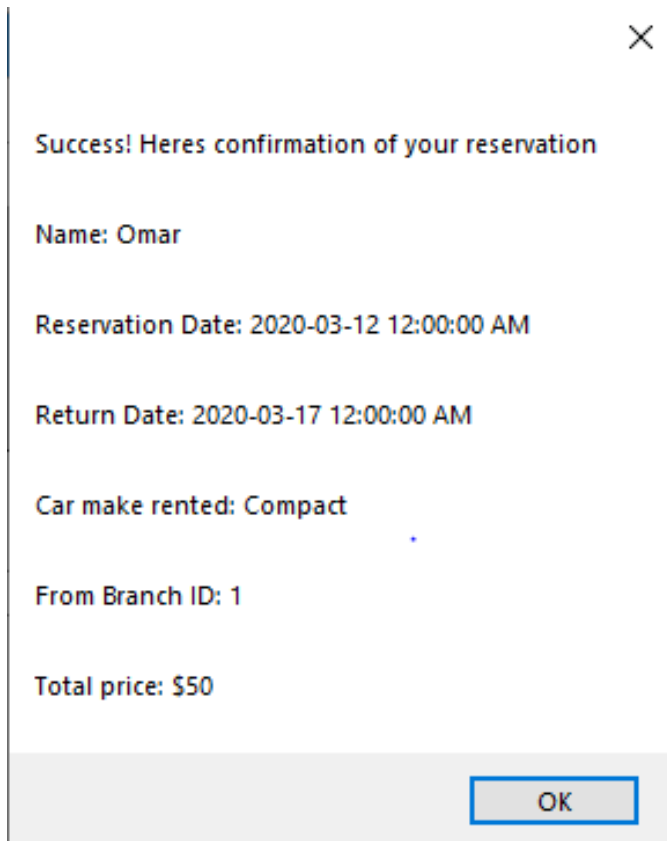 Success! Heres confirmation of your reservation
Name: Omar
Reservation Date: 2020-03-12 12:00:00 AM
Return Date: 2020-03-17 12:00:00 AM
Car make rented: Compact
From Branch ID: 1
Total price: $50
OK